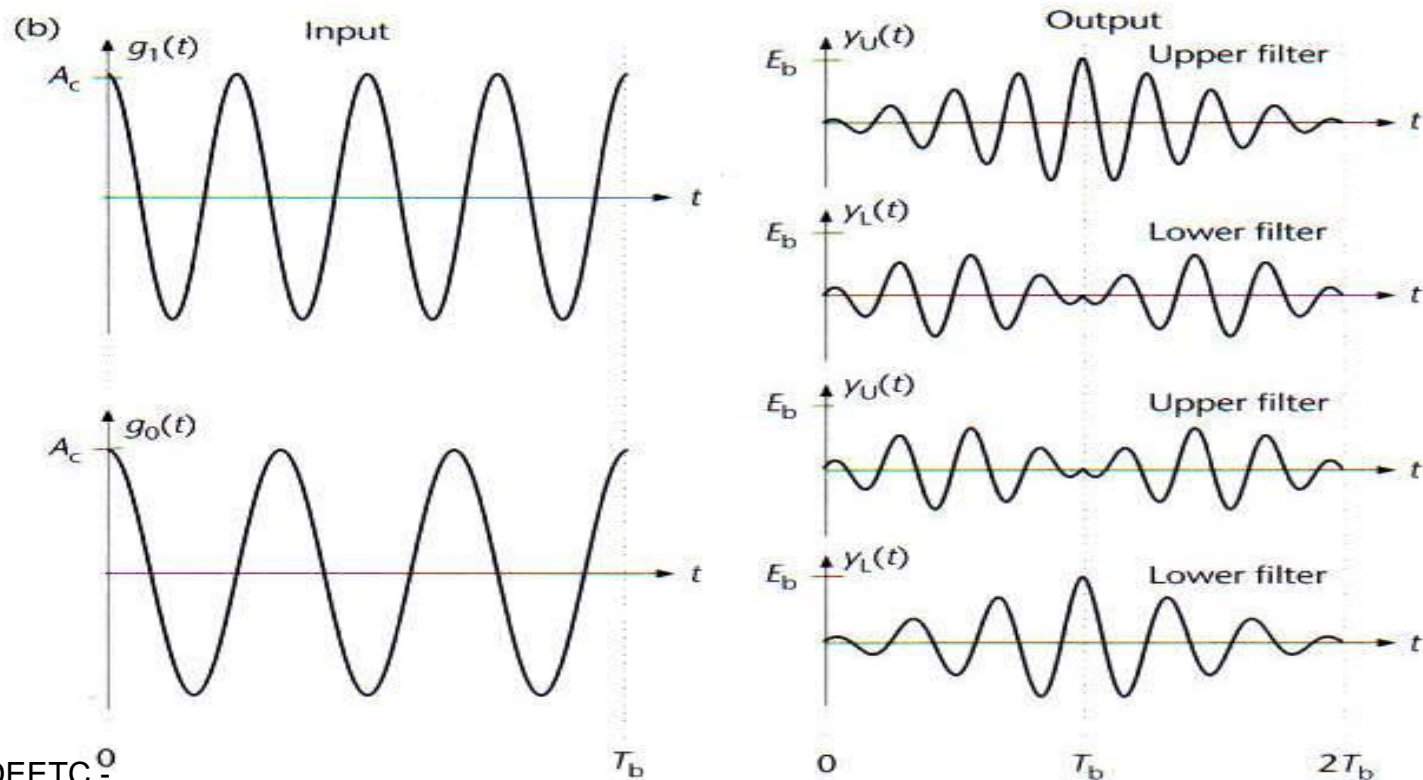 (b)
Input
g1(t)
Ac
t
g0(t)
Ac
t
0
Tb
Output
yU(t)
Eb
Upper filter
t
yL(t)
Eb
Lower filter
t
yU(t)
Eb
Upper filter
t
yL(t)
Eb
Lower filter
t
0
Tb
2Tb